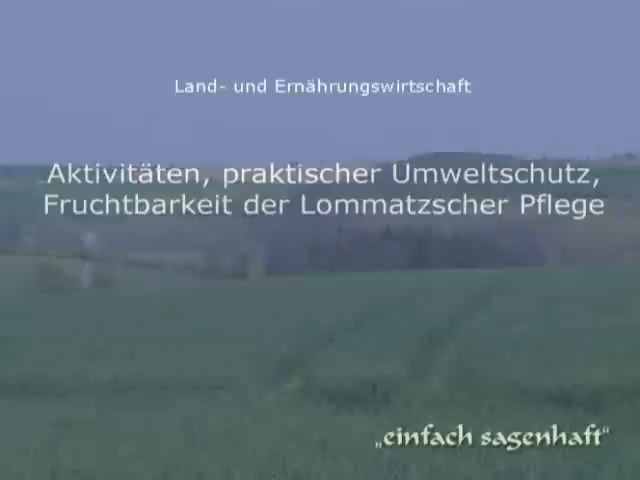 Land- und Ernährungswirtschaft
Aktivitäten, praktischer Umweltschutz,
Fruchtbarkeit der Lommatzscher Pflege
„einfach sagenhaft“